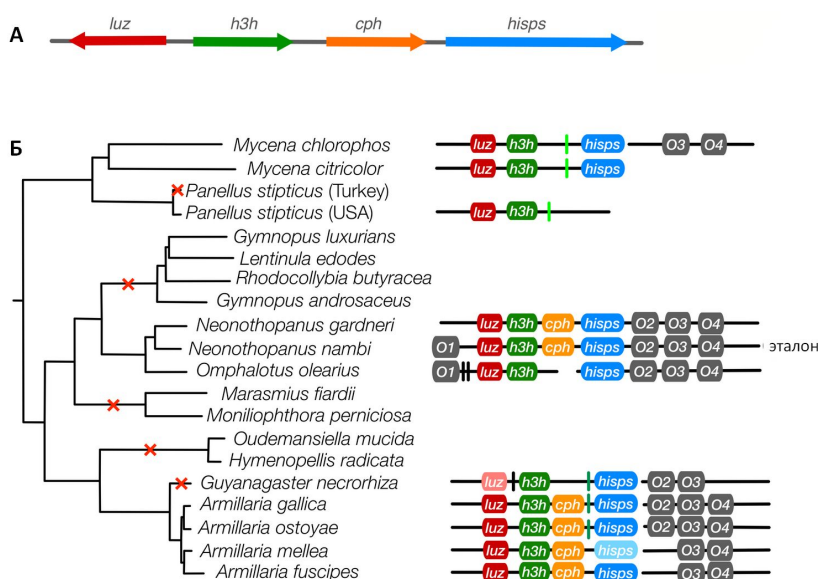 А luz h3h cph hisps
Б
Mycena chlorophos luz h3h hisps O3 O4
Mycena citricolor luz h3h hisps
Panellus stipticus (Turkey)
Panellus stipticus (USA) luz h3h
Gymnopus luxurians
Lentinula edodes
Rhodocollybia butyracea
Gymnopus androsaceus
Neonothopanus gardneri luz h3h cph hisps O2 O3 O4
Neonothopanus nambi O1 luz h3h cph hisps O2 O3 O4 эталон
Omphalotus olearius O1 luz h3h hisps O2 O3 O4
Marasmius fiardii
Moniliophthora perniciosa
Oudemansiella mucida
Hymenopellis radicata
Guyanagaster necrorhiza luz h3h hisps O2 O3
Armillaria gallica luz h3h cph hisps O2 O3 O4
Armillaria ostoyae luz h3h cph hisps O2 O3 O4
Armillaria mellea luz h3h cph hisps O3 O4
Armillaria fuscipes luz h3h cph hisps O3 O4